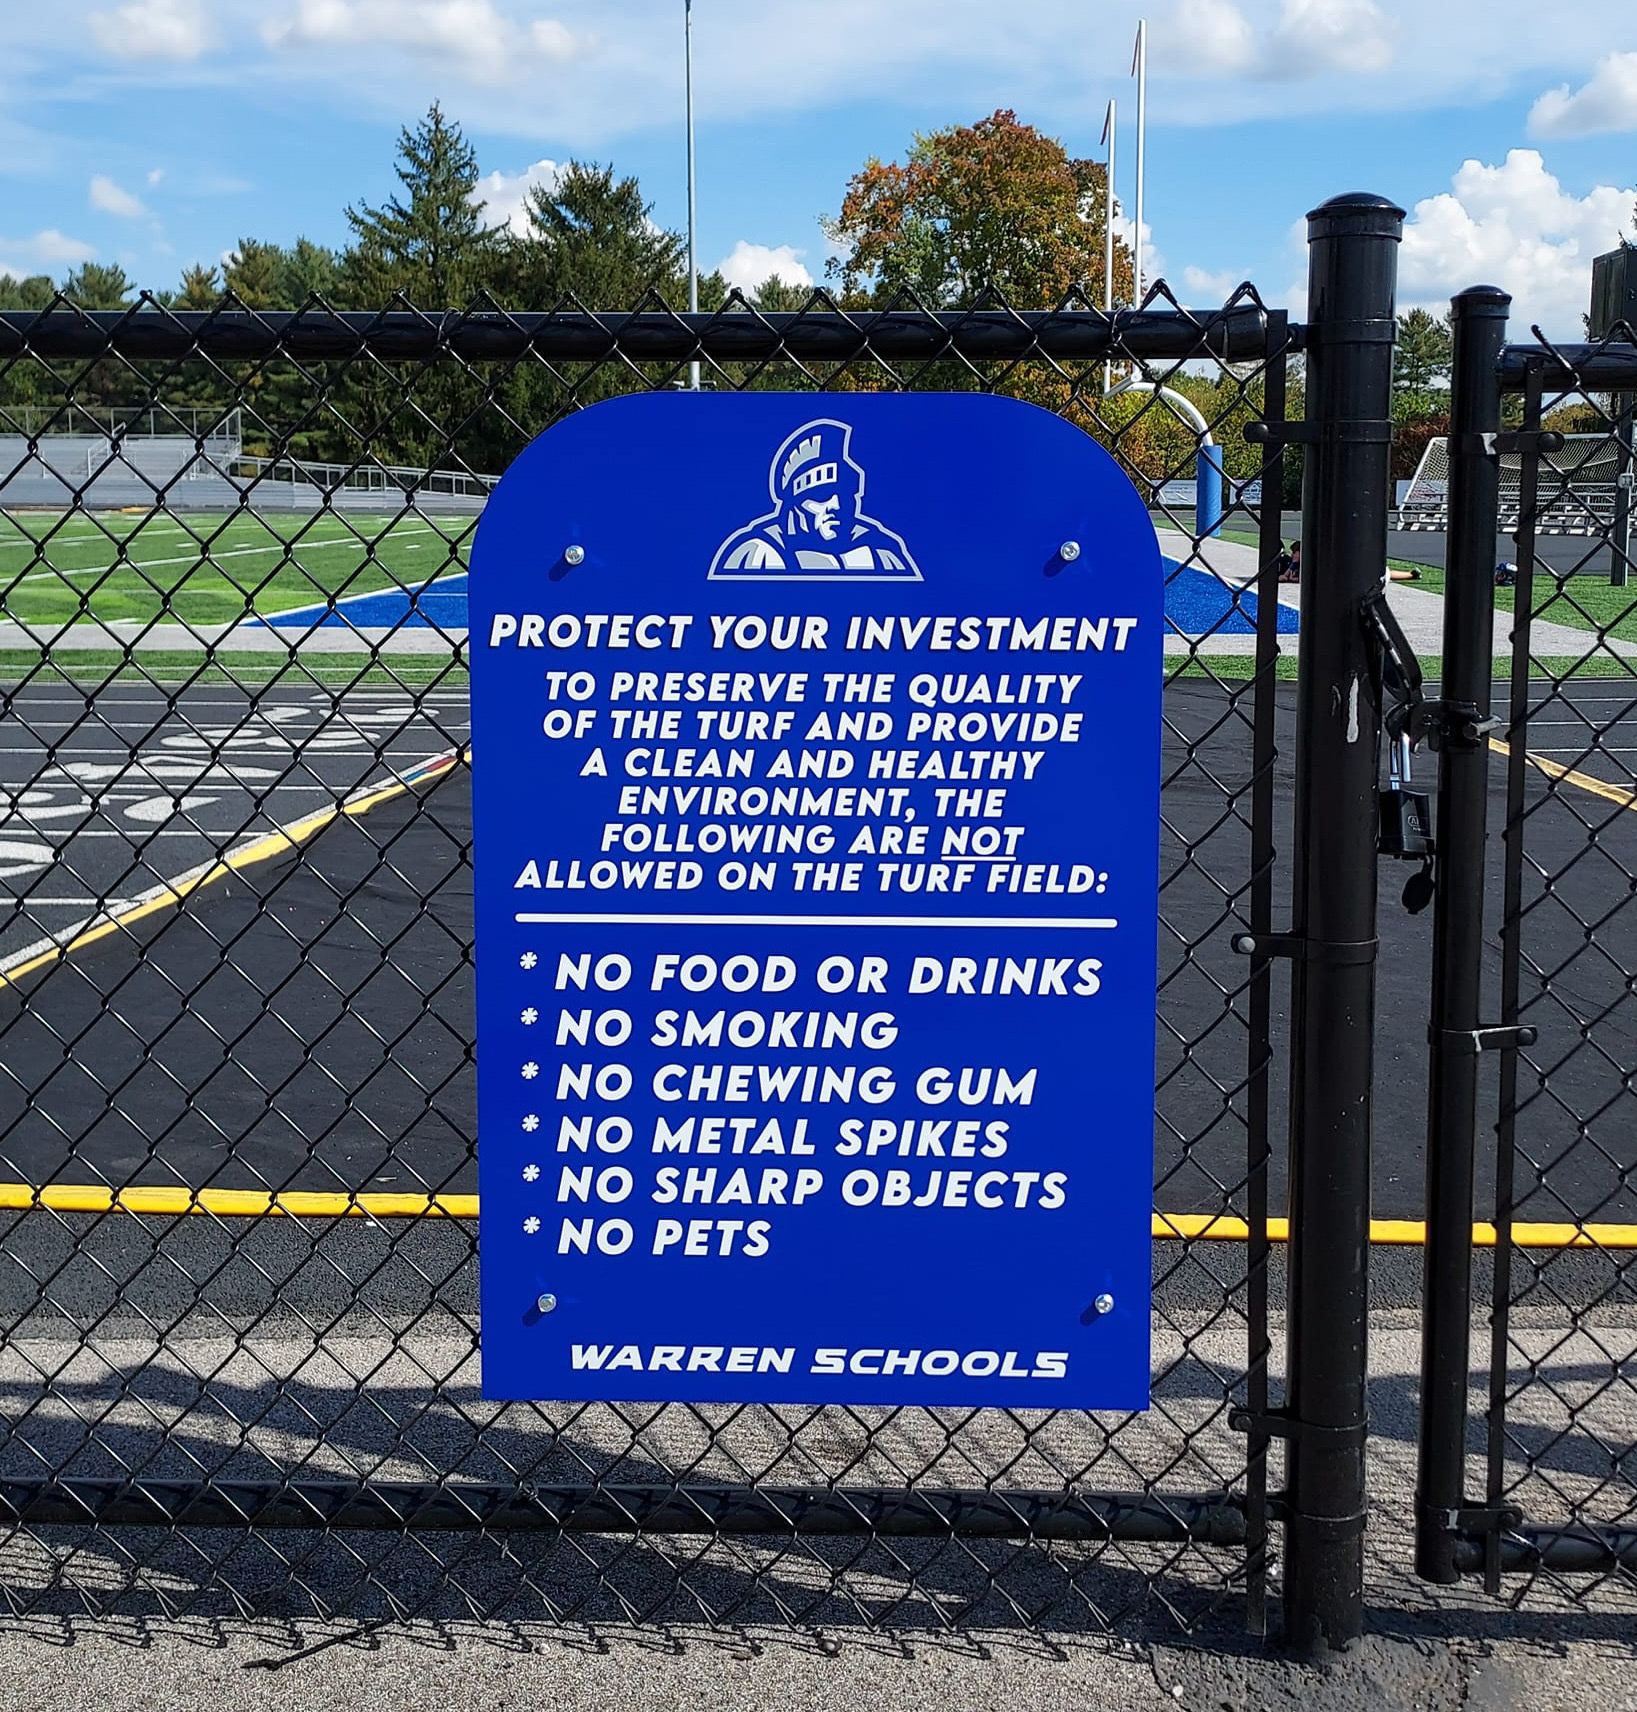 PROTECT YOUR INVESTMENT
TO PRESERVE THE QUALITY
OF THE TURF AND PROVIDE
A CLEAN AND HEALTHY
ENVIRONMENT, THE
FOLLOWING ARE NOT
ALLOWED ON THE TURF FIELD:
* NO FOOD OR DRINKS
* NO SMOKING
* NO CHEWING GUM
* NO METAL SPIKES
* NO SHARP OBJECTS
* NO PETS
WARREN SCHOOLS